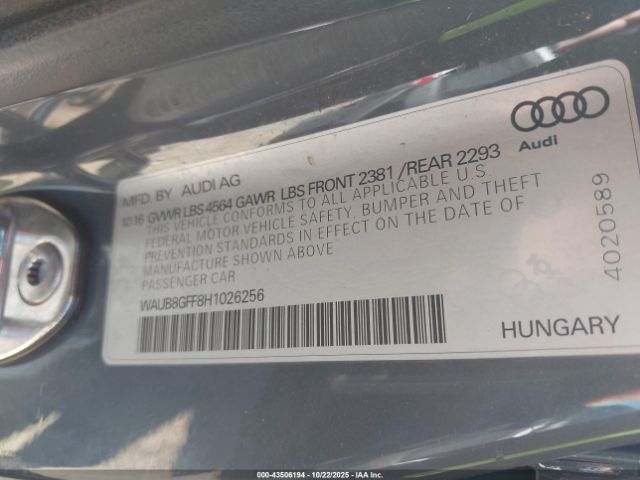 Audi
MFD. BY AUDI AG
10.16 GVWR LBS 4564 GAWR LBS FRONT 2381 /REAR 2293
THIS VEHICLE CONFORMS TO ALL APPLICABLE U.S.
FEDERAL MOTOR VEHICLE SAFETY, BUMPER AND THEFT
PREVENTION STANDARDS IN EFFECT ON THE DATE OF
MANUFACTURE SHOWN ABOVE
PASSENGER CAR
WAUB8GFF8H1026256
HUNGARY
4020589
000-43506194 - 10/22/2025 - IAA Inc.